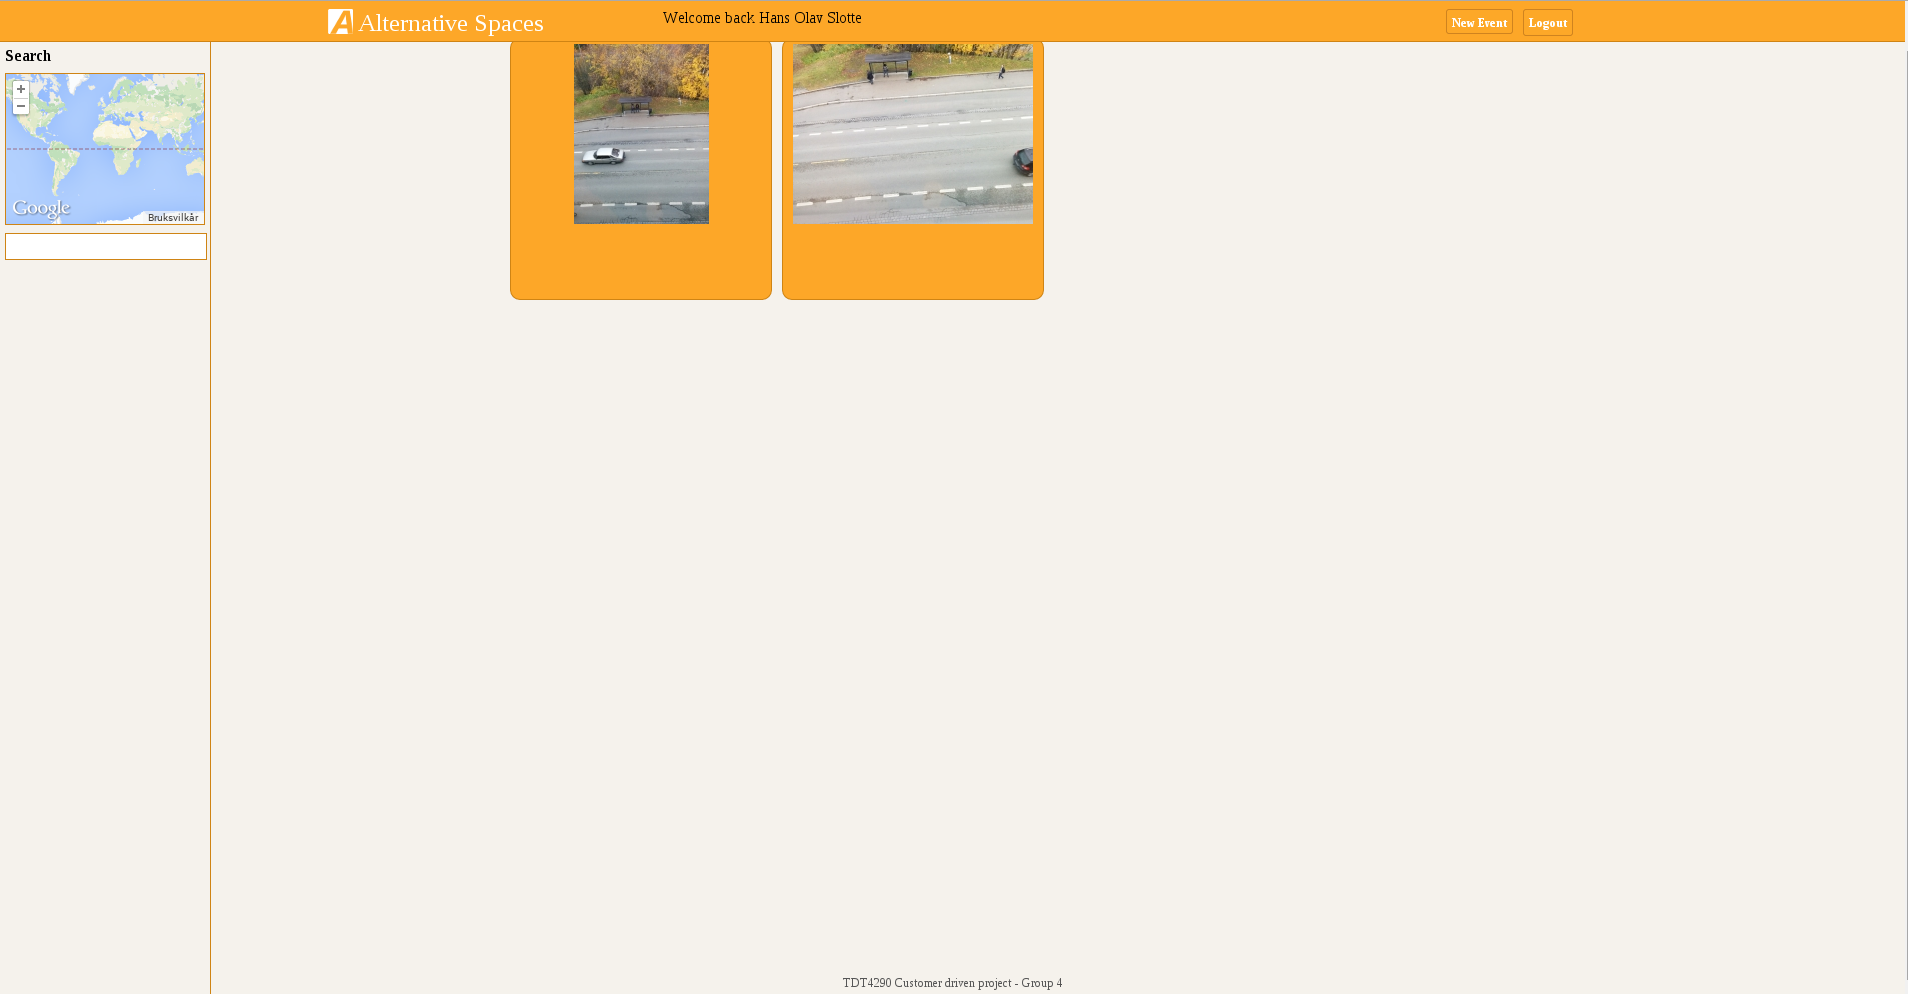 Alternative Spaces
Welcome back Hans Olav Slotte
New Event
Logout
Search
+
−
Google
Bruksvilkår
TDT4290 Customer driven project - Group 4